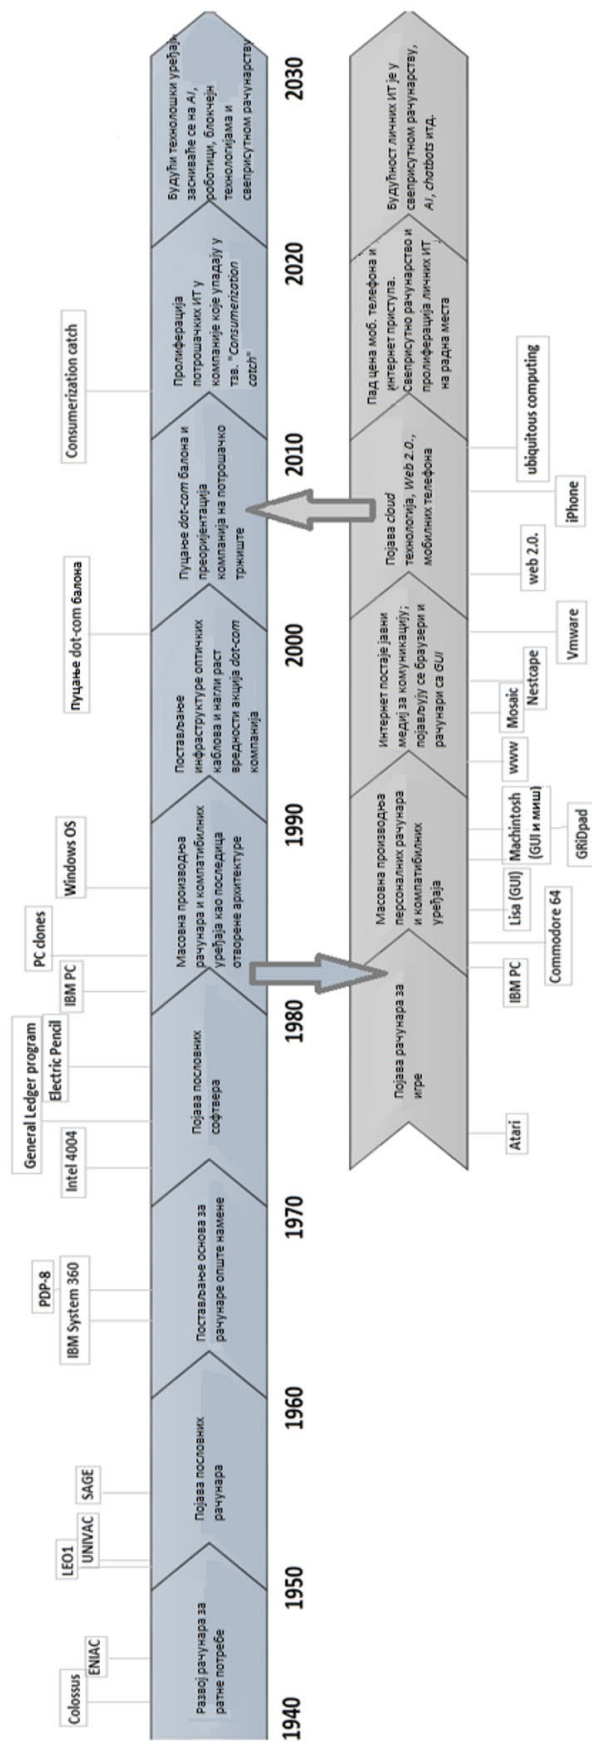 Colossus
ENIAC
LEO1
UNIVAC
SAGE
PDP-8
IBM System 360
Intel 4004
General Ledger program
Electric Pencil
IBM PC
PC clones
Windows OS
пуцање dot-com балона
Consumerization catch
Развој рачунара за
ратне потребе
Појава пословних
рачунара
Постављање основа за
рачунаре опште намене
Појава пословних
софтвера
Масовна производња
рачунара и компатибилних
уређаја као последица
отворене архитектуре
Постављање
инфраструктуре оптичких
каблова и нагли раст
вредности акција dot-com
компанија
Пуцање dot-com балона и
преоријентација
компанија на потрошачко
тржиште
Пролиферација
потрошачких ИТ у
компаније које упадају у
тзв. "Consumerization
catch"
Будући технолошки уређаји
засниваће се на AI,
роботици, блокчејн
технологијама и
свеприсутном рачунарству
1940
1950
1960
1970
1980
1990
2000
2010
2020
2030
Појава рачунара за
игре
Масовна производња
персоналних рачунара
и компатибилних
уређаја
Интернет постаје јавни
медиј за комуникацију;
појављују се браузери и
рачунари са GUI
Појава cloud
технологија, Web 2.0.,
мобилних телефона
Пад цена моб. телефона и
интернет приступа.
Свеприсутно рачунарство и
пролиферација личних ИТ
на радна места
Будућност личних ИТ је у
свеприсутном рачунарству,
AI, chatbots итд.
Atari
IBM PC
Commodore 64
Lisa (GUI)
Machintosh
(GUI и миш)
GRiDpad
www
Mosaic
Nestcape
Vmware
web 2.0.
iPhone
ubiquitous computing